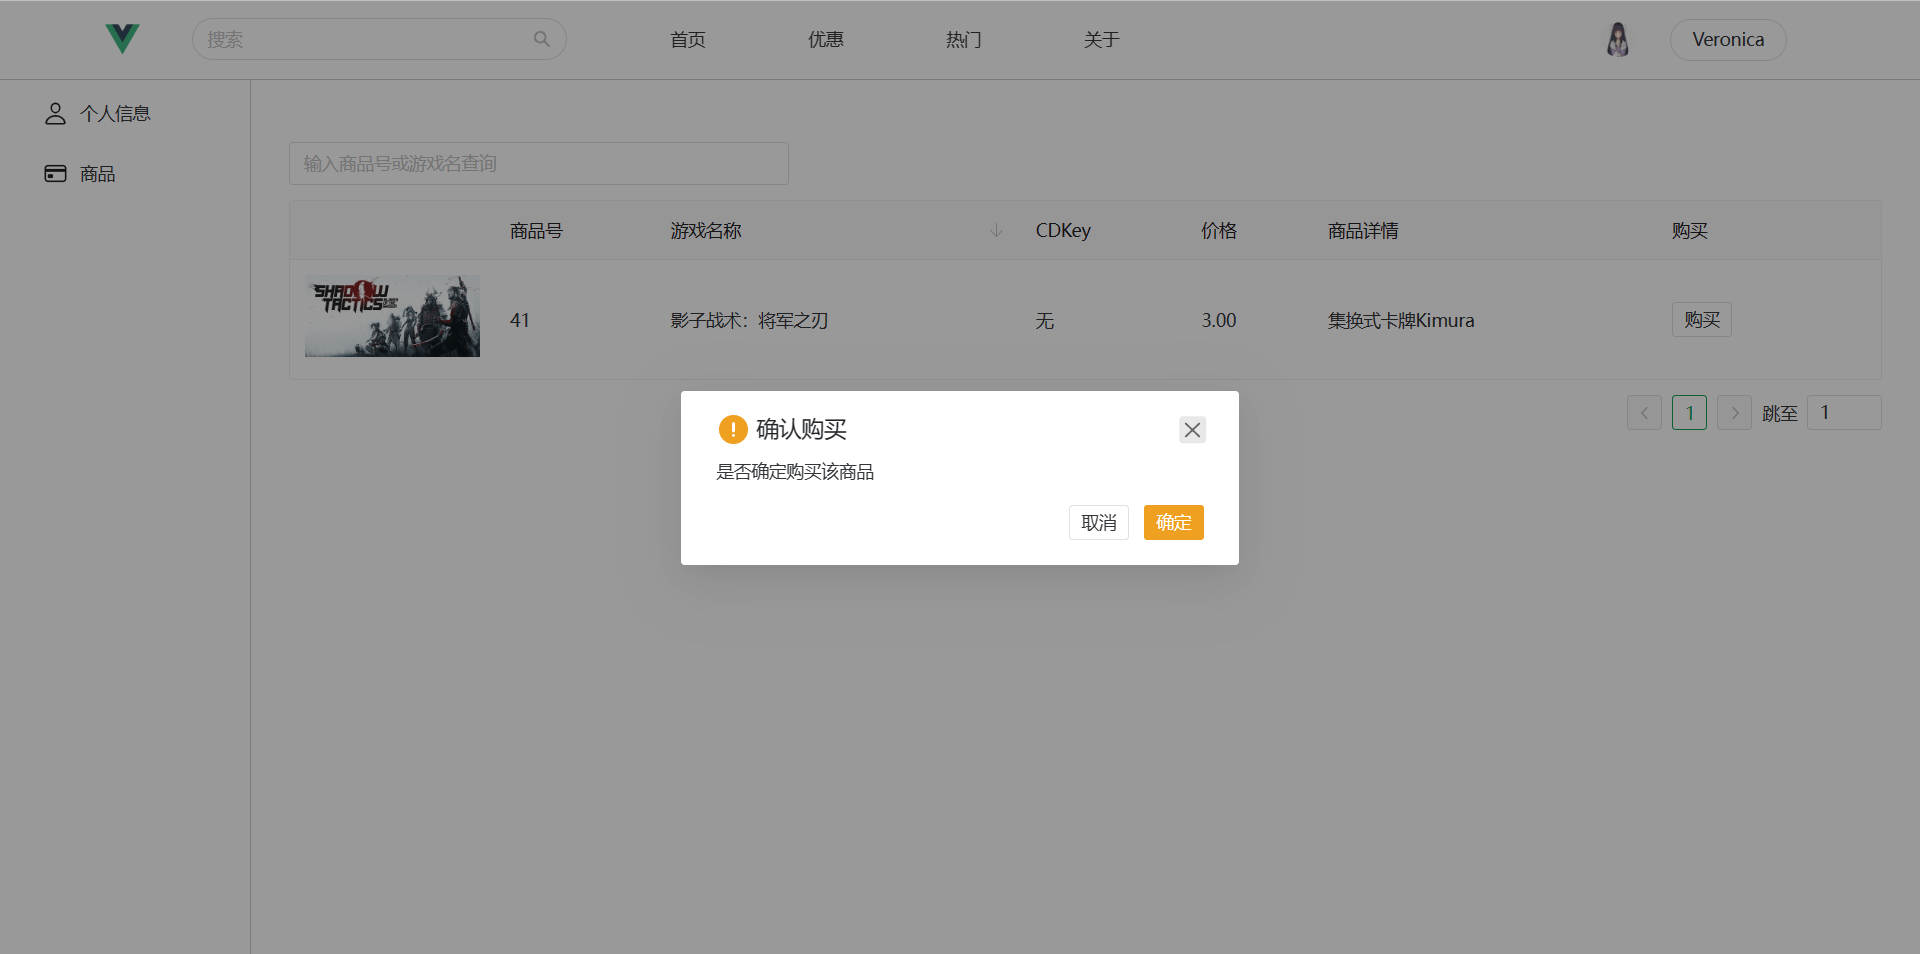 搜索
首页
优惠
热门
关于
Veronica
个人信息
商品
输入商品号或游戏名查询
商品号
游戏名称
CDKey
价格
商品详情
购买
SHADOW
TACTICS
41
影子战术：将军之刃
无
3.00
集换式卡牌Kimura
购买
1
跳至
1
确认购买
是否确定购买该商品
取消
确定